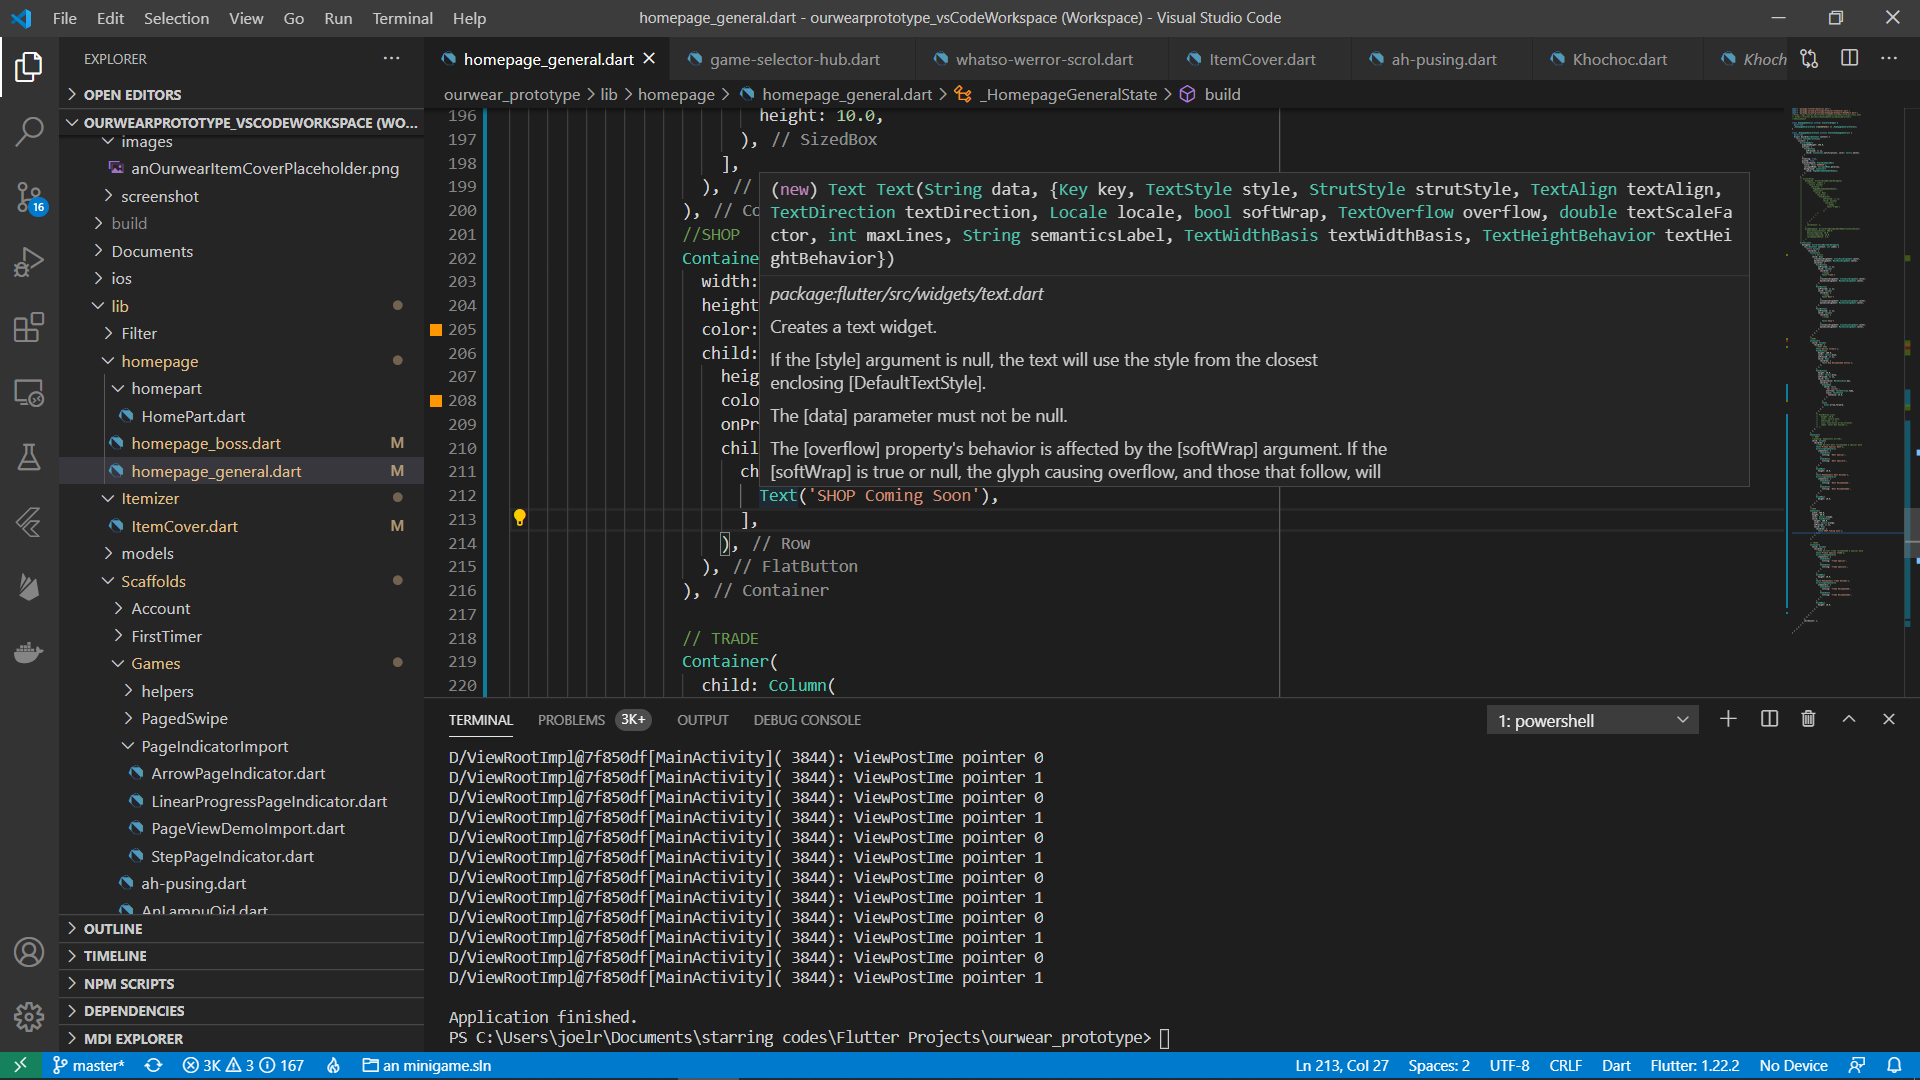 File Edit Selection View Go Run Terminal Help
homepage_general.dart - ourwearprototype_vsCodeWorkspace (Workspace) - Visual Studio Code
EXPLORER
OPEN EDITORS
OURWEARPROTOTYPE_VSCODEWORKSPACE (WO...
images
anOurwearItemCoverPlaceholder.png
screenshot
build
Documents
ios
lib
Filter
homepage
homepart
HomePart.dart
homepage_boss.dart M
homepage_general.dart M
Itemizer
ItemCover.dart M
models
Scaffolds
Account
FirstTimer
Games
helpers
PagedSwipe
PageIndicatorImport
ArrowPageIndicator.dart
LinearProgressPageIndicator.dart
PageViewDemoImport.dart
StepPageIndicator.dart
ah-pusing.dart
AnLampuOid.dart
OUTLINE
TIMELINE
NPM SCRIPTS
DEPENDENCIES
MDI EXPLORER
16
homepage_general.dart game-selector-hub.dart whatso-werror-scrol.dart ItemCover.dart ah-pusing.dart Khochoc.dart Khoch
ourwear_prototype > lib > homepage > homepage_general.dart > _HomepageGeneralState > build
196 height: 10.0,
197 ), // SizedBox
198 ],
199 ), //
200 ), // Co
201 //SHOP
202 Containe
203 width:
204 height
205 color:
206 child:
207 heig
208 colo
209 onPr
210 chil
211 ch
212 Text('SHOP Coming Soon'),
213 ],
214 ), // Row
215 ), // FlatButton
216 ), // Container
217
218 // TRADE
219 Container(
220 child: Column(
(new) Text Text(String data, {Key key, TextStyle style, StrutStyle strutStyle, TextAlign textAlign,
TextDirection textDirection, Locale locale, bool softWrap, TextOverflow overflow, double textScaleFa
ctor, int maxLines, String semanticsLabel, TextWidthBasis textWidthBasis, TextHeightBehavior textHei
ghtBehavior})
package:flutter/src/widgets/text.dart
Creates a text widget.
If the [style] argument is null, the text will use the style from the closest
enclosing [DefaultTextStyle].
The [data] parameter must not be null.
The [overflow] property's behavior is affected by the [softWrap] argument. If the
[softWrap] is true or null, the glyph causing overflow, and those that follow, will
TERMINAL PROBLEMS 3K+ OUTPUT DEBUG CONSOLE
1: powershell
D/ViewRootImpl@7f850df[MainActivity]( 3844): ViewPostIme pointer 0
D/ViewRootImpl@7f850df[MainActivity]( 3844): ViewPostIme pointer 1
D/ViewRootImpl@7f850df[MainActivity]( 3844): ViewPostIme pointer 0
D/ViewRootImpl@7f850df[MainActivity]( 3844): ViewPostIme pointer 1
D/ViewRootImpl@7f850df[MainActivity]( 3844): ViewPostIme pointer 0
D/ViewRootImpl@7f850df[MainActivity]( 3844): ViewPostIme pointer 1
D/ViewRootImpl@7f850df[MainActivity]( 3844): ViewPostIme pointer 0
D/ViewRootImpl@7f850df[MainActivity]( 3844): ViewPostIme pointer 1
D/ViewRootImpl@7f850df[MainActivity]( 3844): ViewPostIme pointer 0
D/ViewRootImpl@7f850df[MainActivity]( 3844): ViewPostIme pointer 1
D/ViewRootImpl@7f850df[MainActivity]( 3844): ViewPostIme pointer 0
D/ViewRootImpl@7f850df[MainActivity]( 3844): ViewPostIme pointer 1
Application finished.
PS C:\Users\joelr\Documents\starring codes\Flutter Projects\ourwear_prototype>
master* 3K 3 167 an minigame.sln
Ln 213, Col 27 Spaces: 2 UTF-8 CRLF Dart Flutter: 1.22.2 No Device